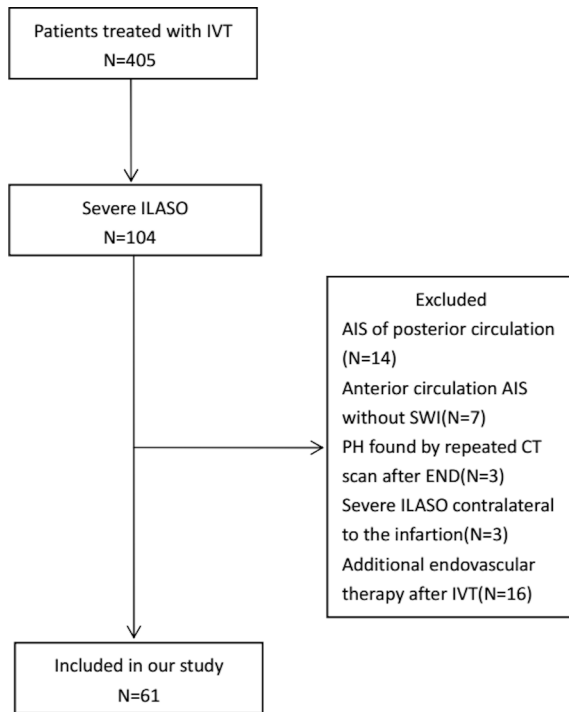 Patients treated with IVT
N=405
Severe ILASO
N=104
Excluded
AIS of posterior circulation
(N=14)
Anterior circulation AIS
without SWI(N=7)
PH found by repeated CT
scan after END(N=3)
Severe ILASO contralateral
to the infartion(N=3)
Additional endovascular
therapy after IVT(N=16)
Included in our study
N=61